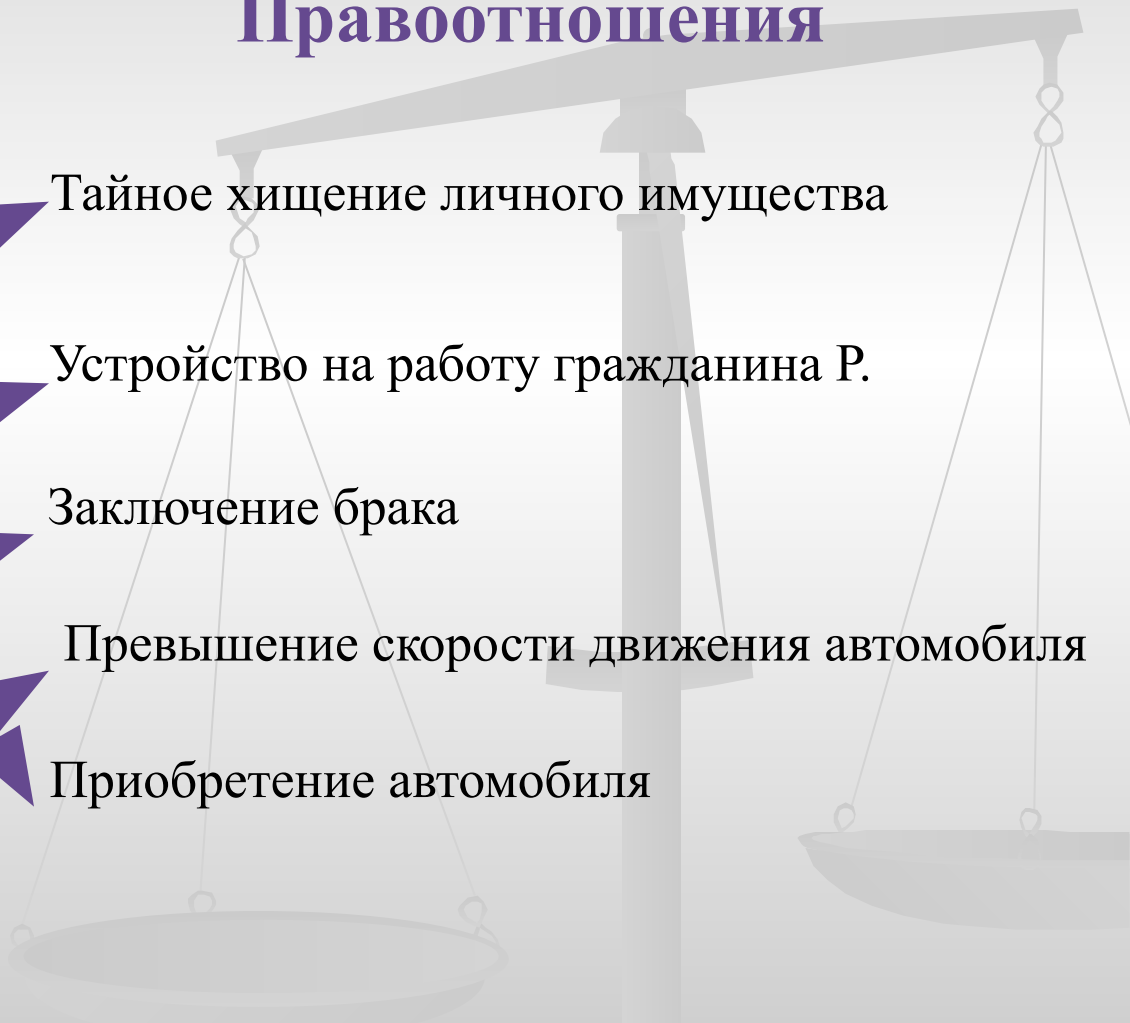 Правоотношения
Тайное хищение личного имущества
Устройство на работу гражданина Р.
Заключение брака
Превышение скорости движения автомобиля
Приобретение автомобиля